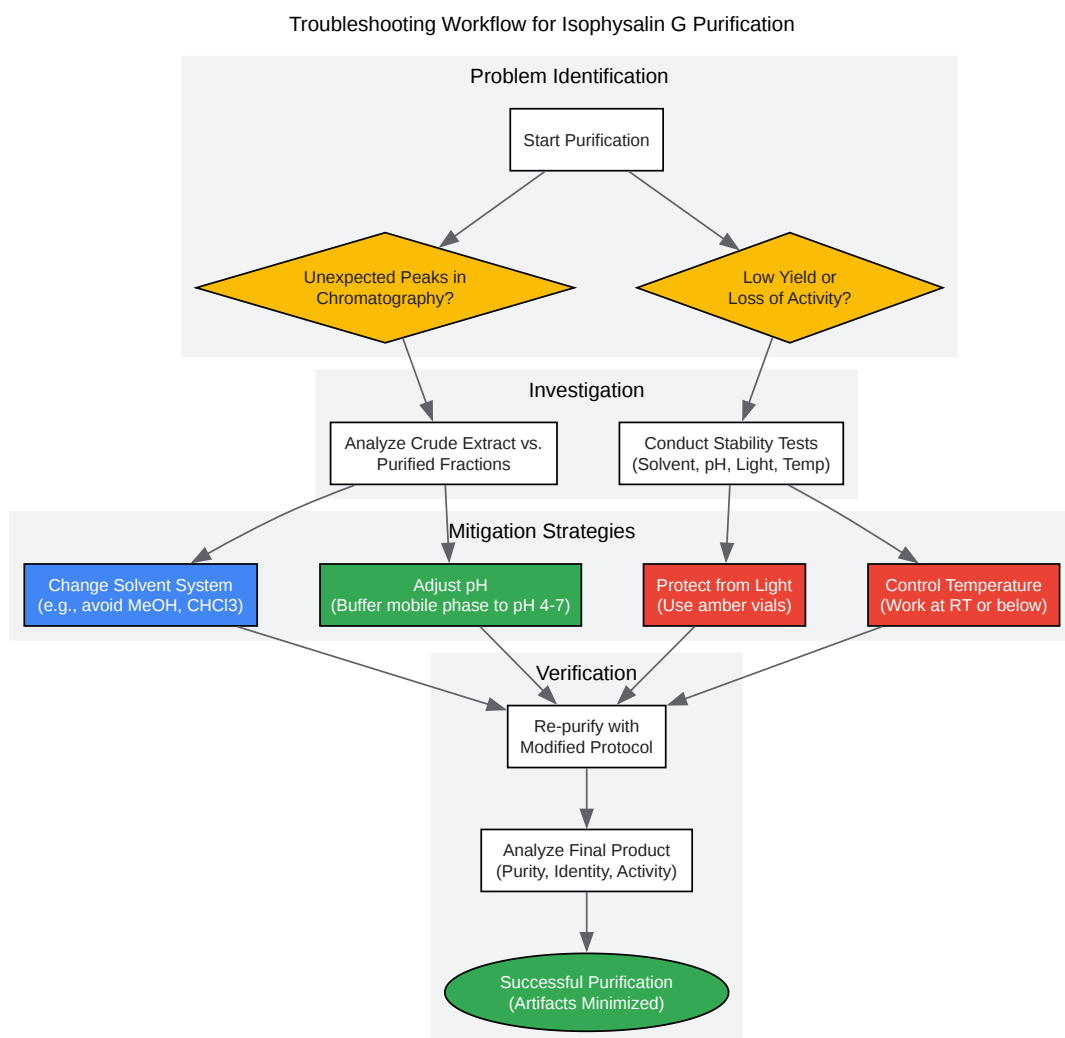 Troubleshooting Workflow for Isophysalin G Purification
Problem Identification
Start Purification
Unexpected Peaks in
Chromatography?
Low Yield or
Loss of Activity?
Investigation
Analyze Crude Extract vs.
Purified Fractions
Conduct Stability Tests
(Solvent, pH, Light, Temp)
Mitigation Strategies
Change Solvent System
(e.g., avoid MeOH, CHCl3)
Adjust pH
(Buffer mobile phase to pH 4-7)
Protect from Light
(Use amber vials)
Control Temperature
(Work at RT or below)
Verification
Re-purify with
Modified Protocol
Analyze Final Product
(Purity, Identity, Activity)
Successful Purification
(Artifacts Minimized)